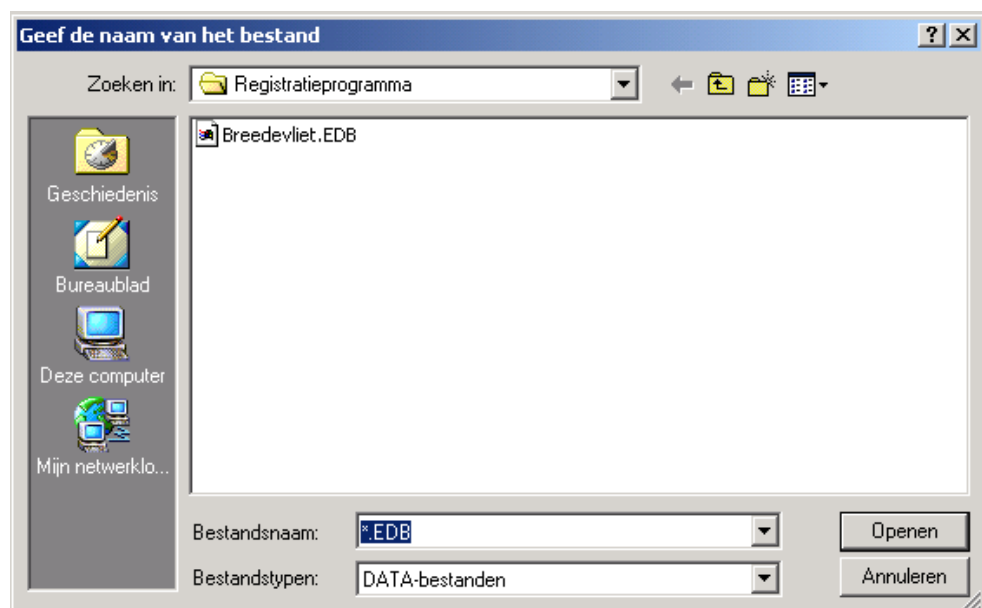 Geef de naam van het bestand
Zoeken in: Registratieprogramma
Breedevliet.EDB
Geschiedenis
Bureaublad
Deze computer
Mijn netwerklo...
Bestandsnaam: *.EDB Openen
Bestandstypen: DATA-bestanden Annuleren